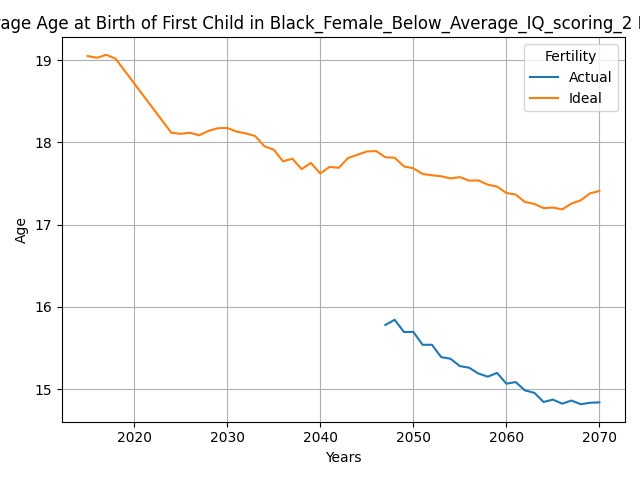 rage Age at Birth of First Child in Black_Female_Below_Average_IQ_scoring_2
Fertility
Actual
Ideal
19
18
17
16
15
Age
2020 2030 2040 2050 2060 2070
Years